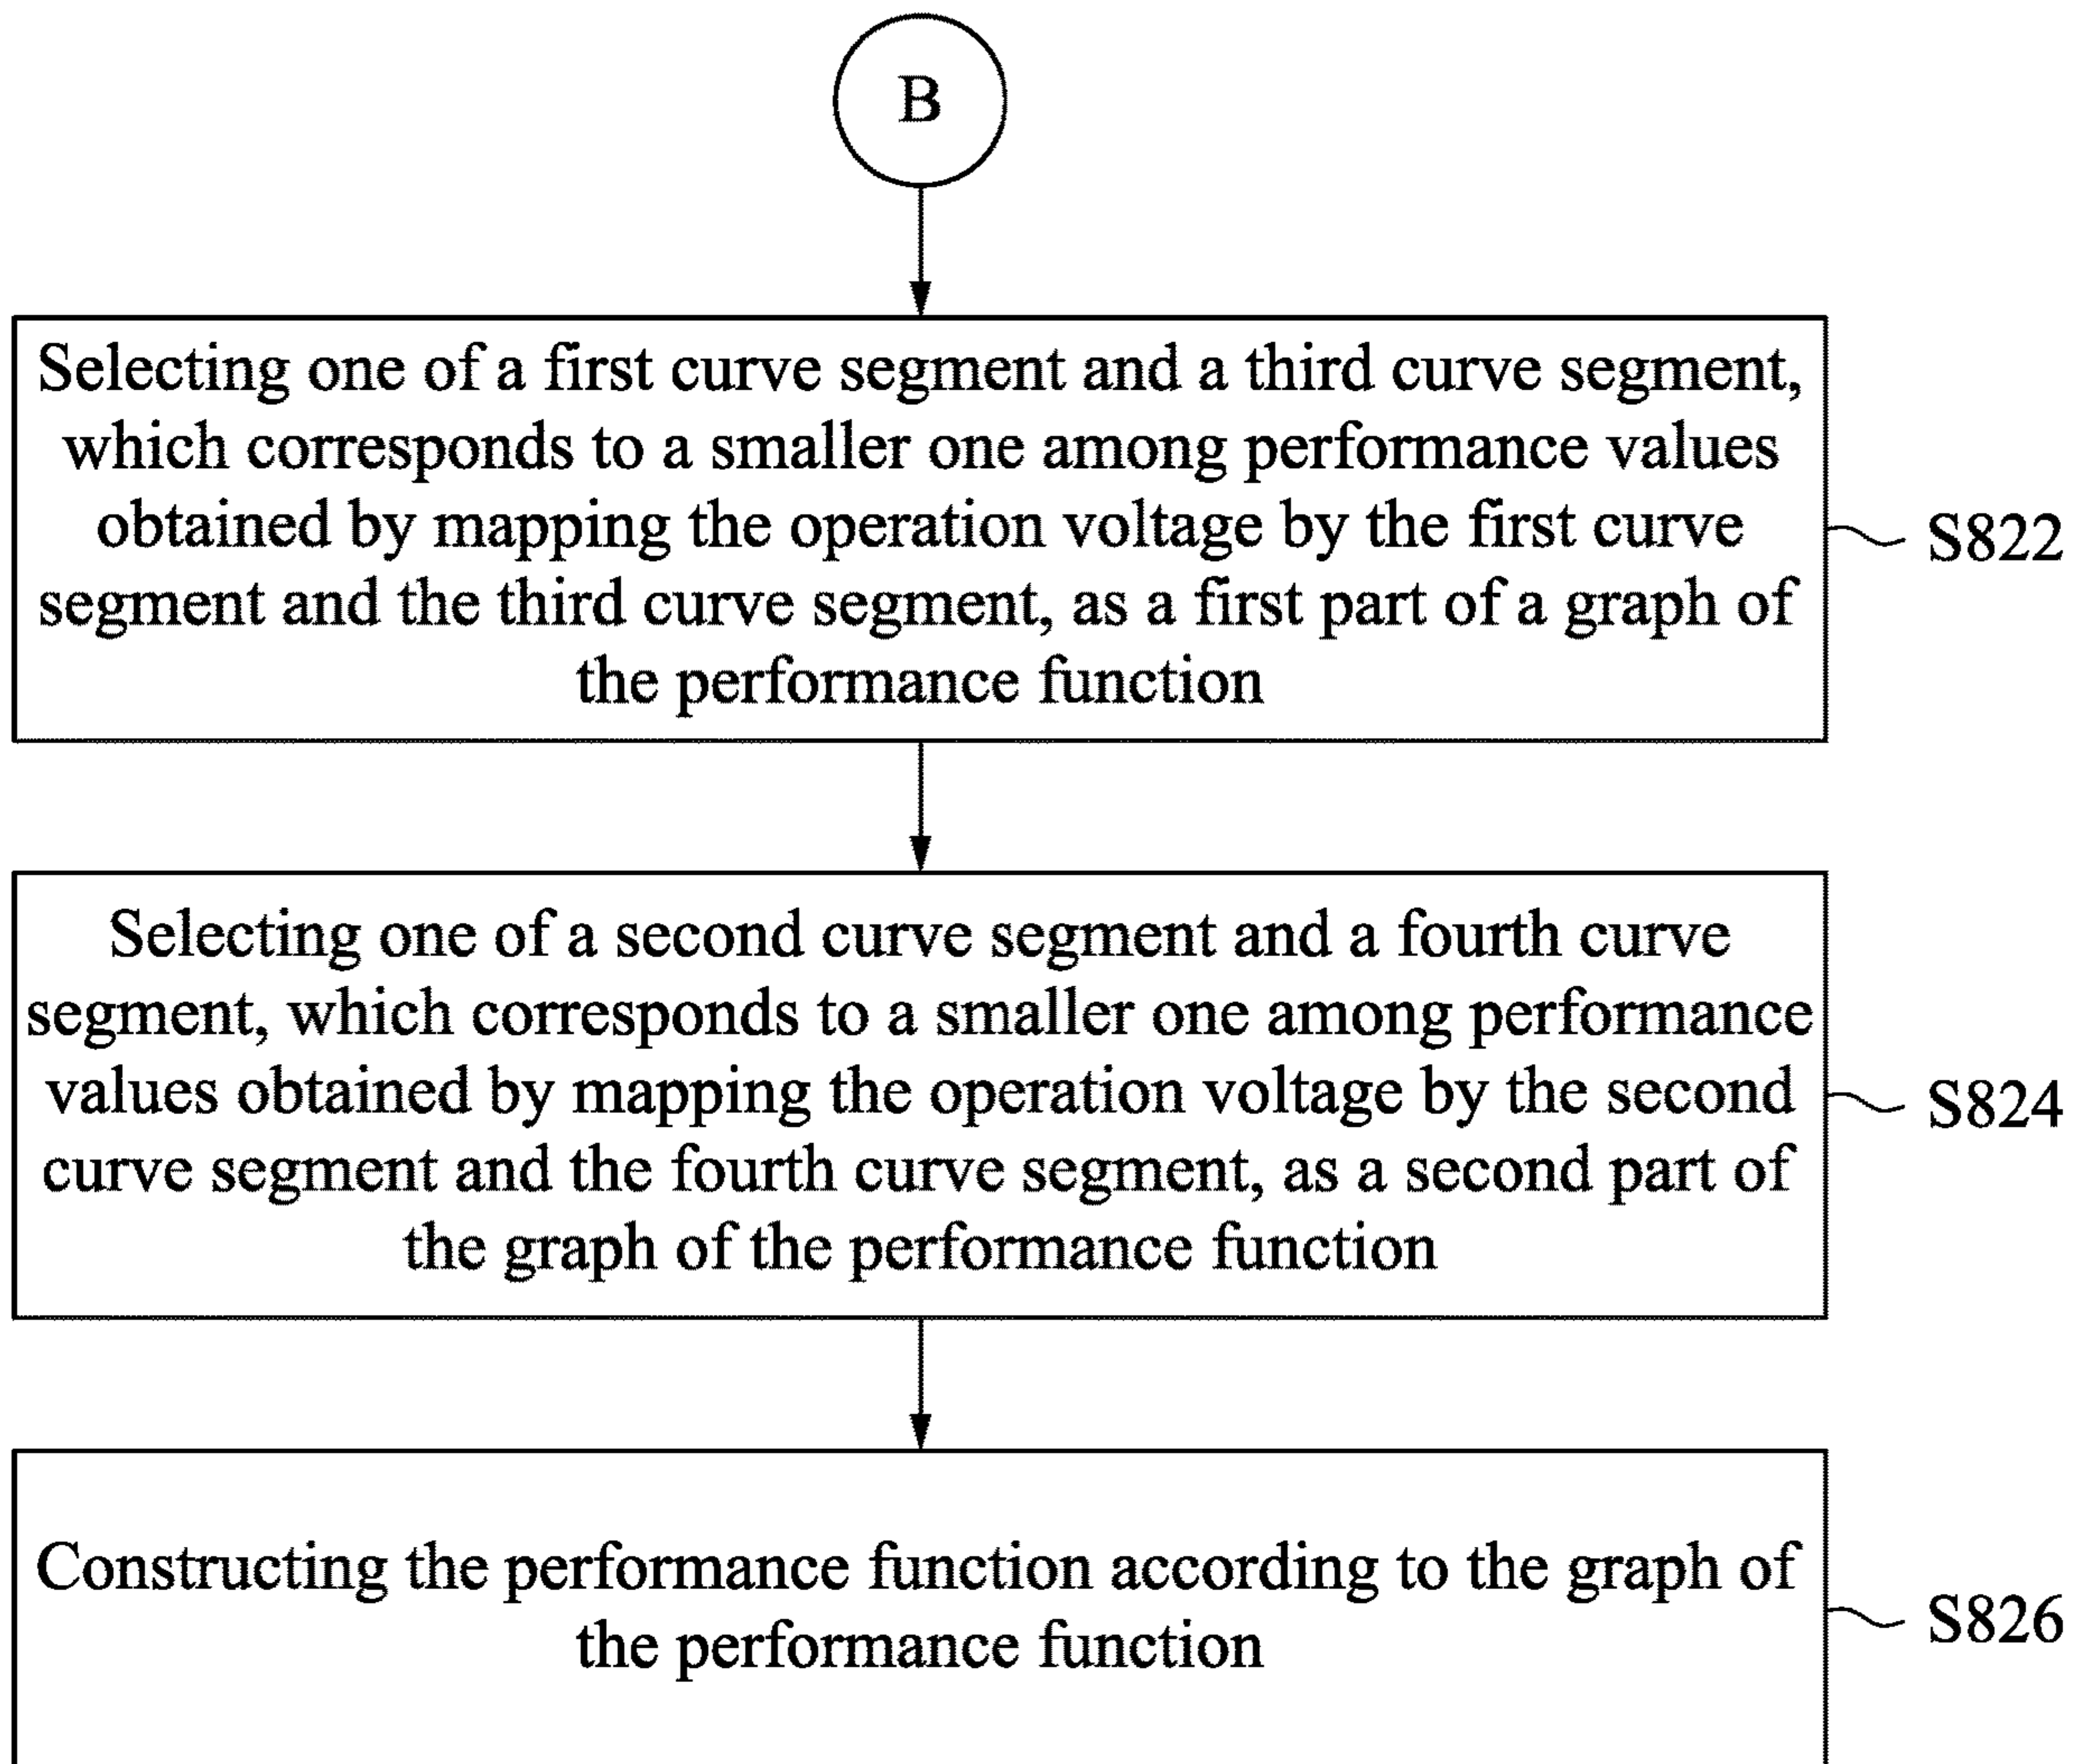 B
Selecting one of a first curve segment and a third curve segment,
which corresponds to a smaller one among performance values
obtained by mapping the operation voltage by the first curve
segment and the third curve segment, as a first part of a graph of
the performance function
S822
Selecting one of a second curve segment and a fourth curve
segment, which corresponds to a smaller one among performance
values obtained by mapping the operation voltage by the second
curve segment and the fourth curve segment, as a second part of
the graph of the performance function
S824
Constructing the performance function according to the graph of
the performance function
S826